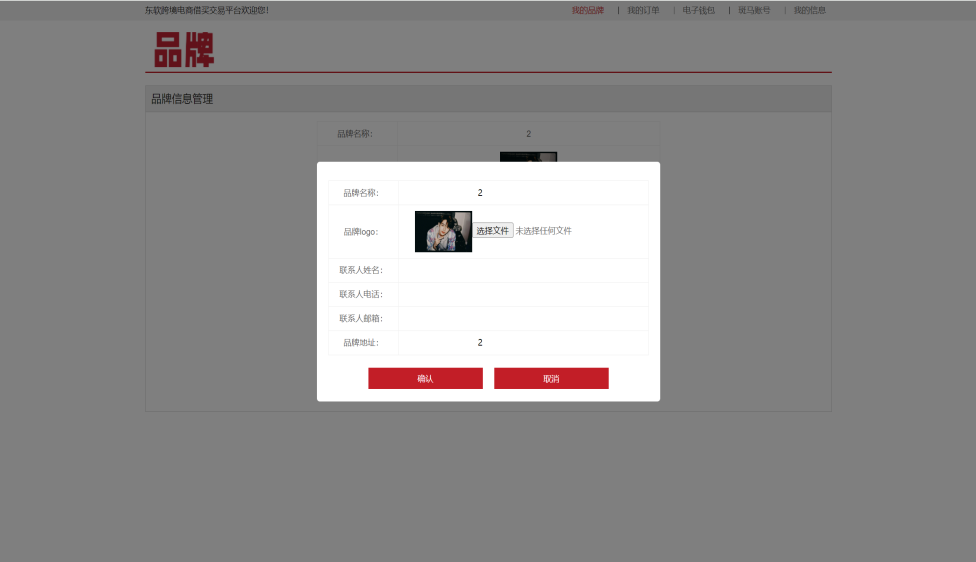 东软跨境电商借买交易平台欢迎您!
我的品牌 | 我的订单 | 电子钱包 | 斑马账号 | 我的信息
品牌
品牌信息管理
品牌名称: 2
品牌名称: 2
品牌logo: 选择文件 未选择任何文件
联系人姓名:
联系人电话:
联系人邮箱:
品牌地址: 2
确认 取消